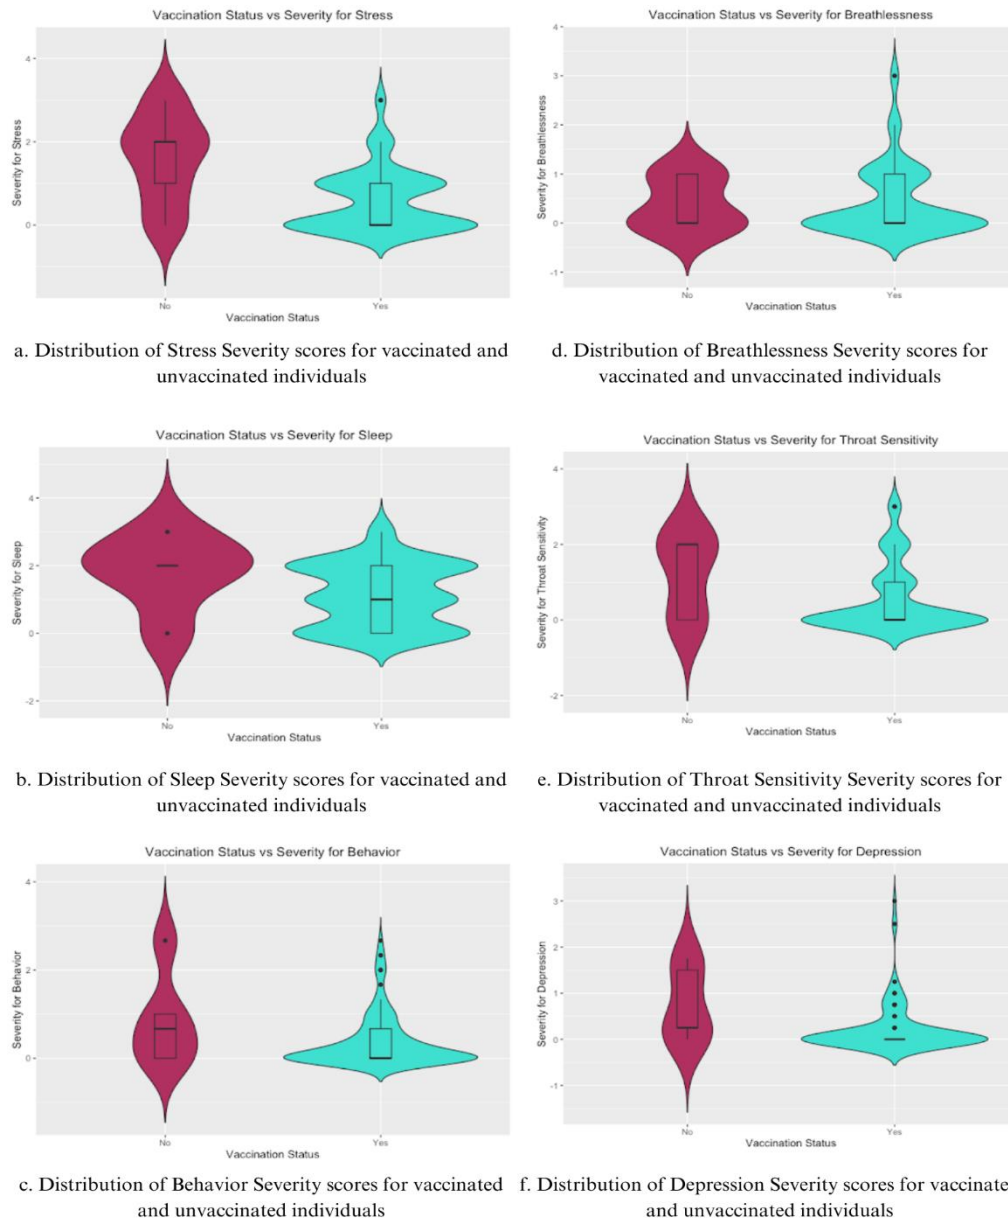 Vaccination Status vs Severity for Stress
4
2
0
Severity for Stress
No
Yes
Vaccination Status
a. Distribution of Stress Severity scores for vaccinated and
unvaccinated individuals
Vaccination Status vs Severity for Breathlessness
4
3
2
1
0
-1
Severity for Breathlessness
No
Yes
Vaccination Status
d. Distribution of Breathlessness Severity scores for
vaccinated and unvaccinated individuals
Vaccination Status vs Severity for Sleep
4
2
0
-2
Severity for Sleep
No
Yes
Vaccination Status
b. Distribution of Sleep Severity scores for vaccinated and
unvaccinated individuals
Vaccination Status vs Severity for Throat Sensitivity
4
2
0
-2
Severity for Throat Sensitivity
No
Yes
Vaccination Status
e. Distribution of Throat Sensitivity Severity scores for
vaccinated and unvaccinated individuals
Vaccination Status vs Severity for Behavior
4
2
0
Severity for Behavior
No
Yes
Vaccination Status
c. Distribution of Behavior Severity scores for vaccinated
and unvaccinated individuals
Vaccination Status vs Severity for Depression
3
2
1
0
-1
Severity for Depression
No
Yes
Vaccination Status
f. Distribution of Depression Severity scores for vaccinate
and unvaccinated individuals